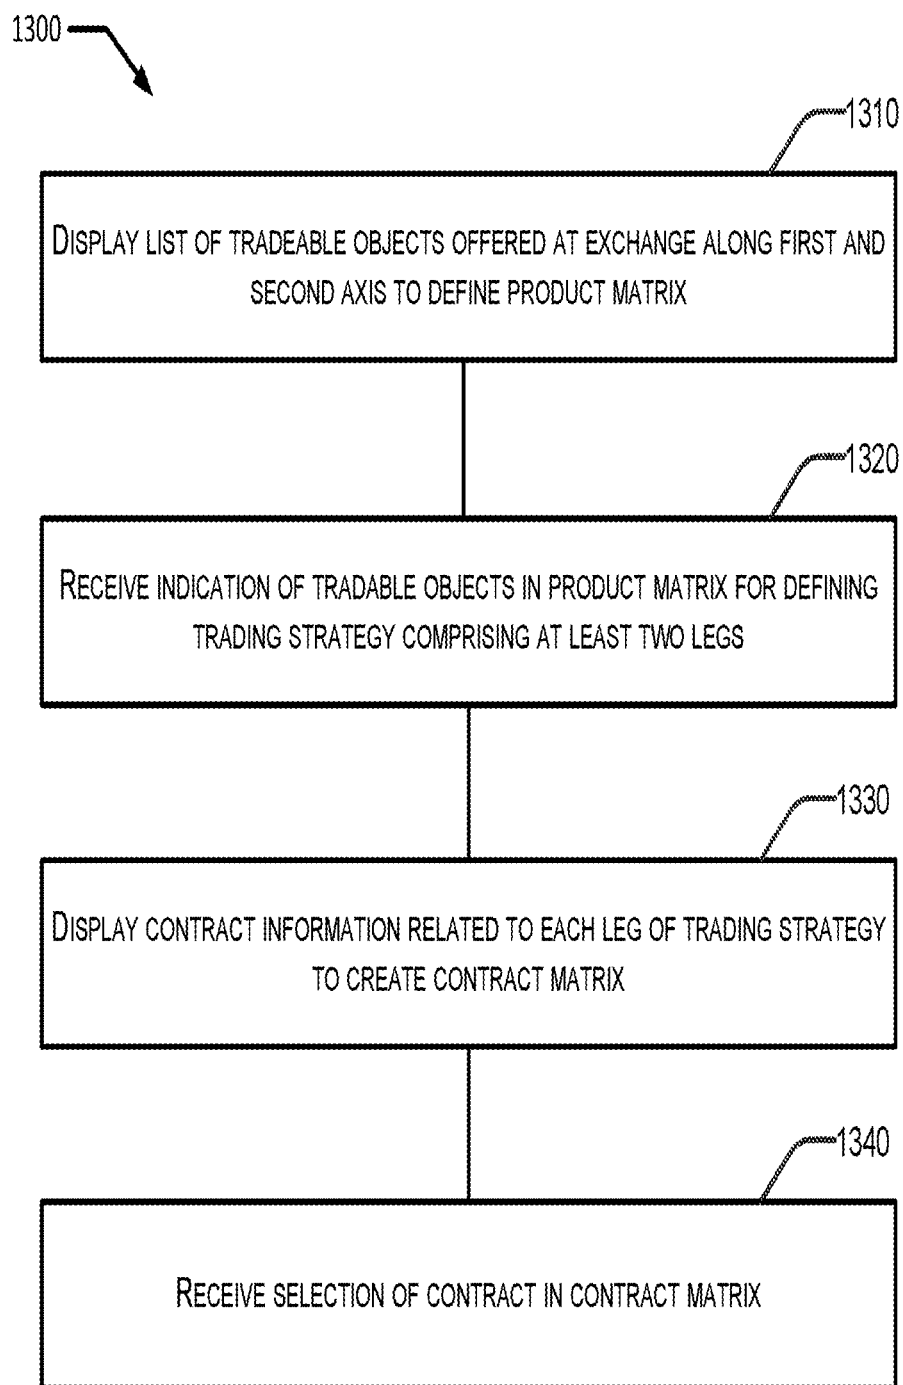 1300
1310
DISPLAY LIST OF TRADEABLE OBJECTS OFFERED AT EXCHANGE ALONG FIRST AND
SECOND AXIS TO DEFINE PRODUCT MATRIX
1320
RECEIVE INDICATION OF TRADABLE OBJECTS IN PRODUCT MATRIX FOR DEFINING
TRADING STRATEGY COMPRISING AT LEAST TWO LEGS
1330
DISPLAY CONTRACT INFORMATION RELATED TO EACH LEG OF TRADING STRATEGY
TO CREATE CONTRACT MATRIX
1340
RECEIVE SELECTION OF CONTRACT IN CONTRACT MATRIX